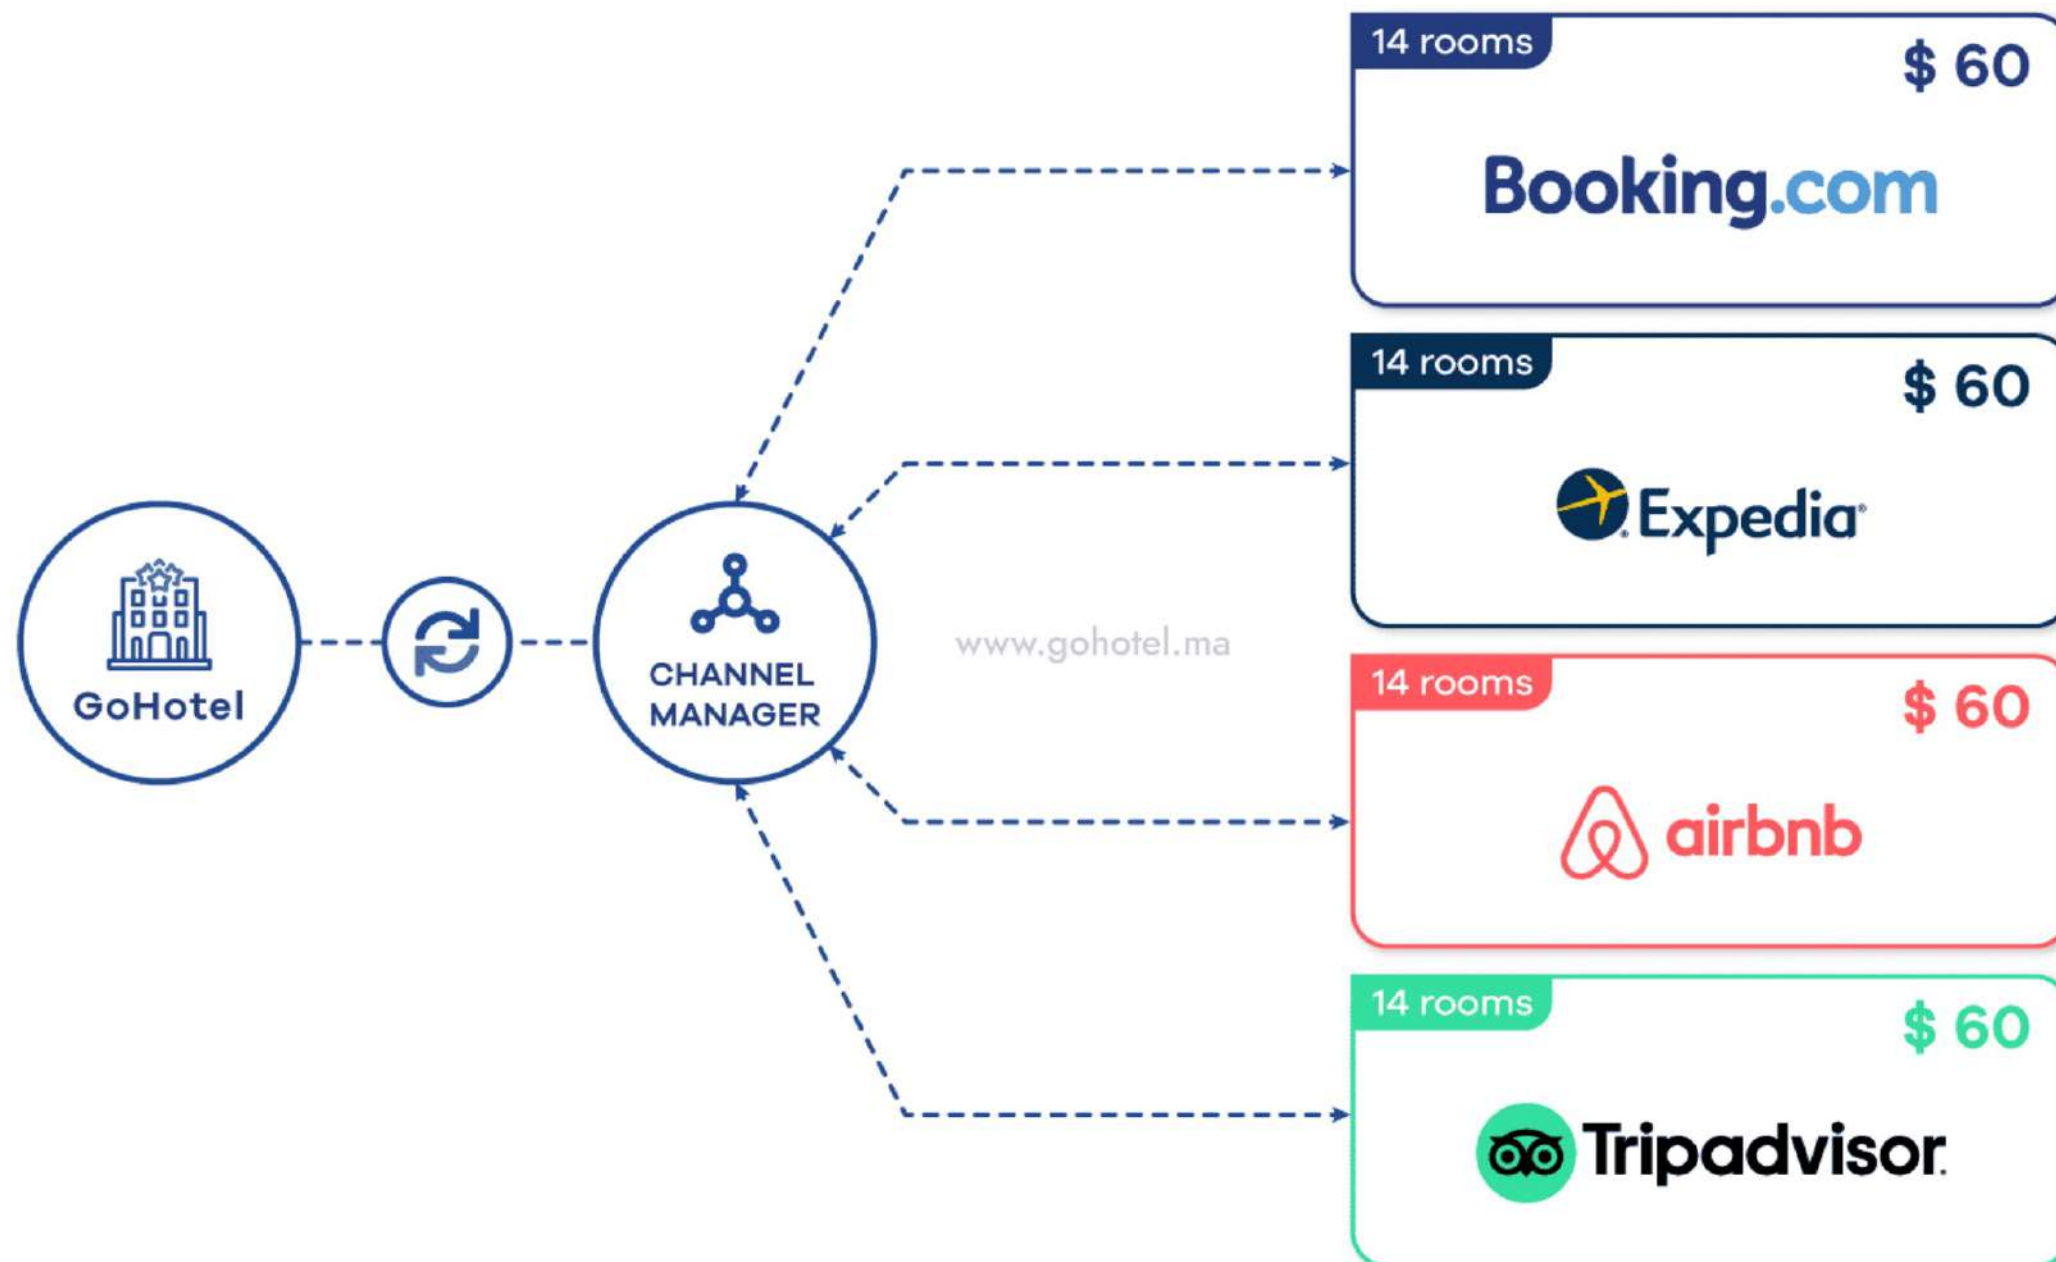 14 rooms
$ 60
Booking.com
14 rooms
$ 60
Expedia®
GoHotel
CHANNEL
MANAGER
www.gohotel.ma
14 rooms
$ 60
airbnb
14 rooms
$ 60
Tripadvisor